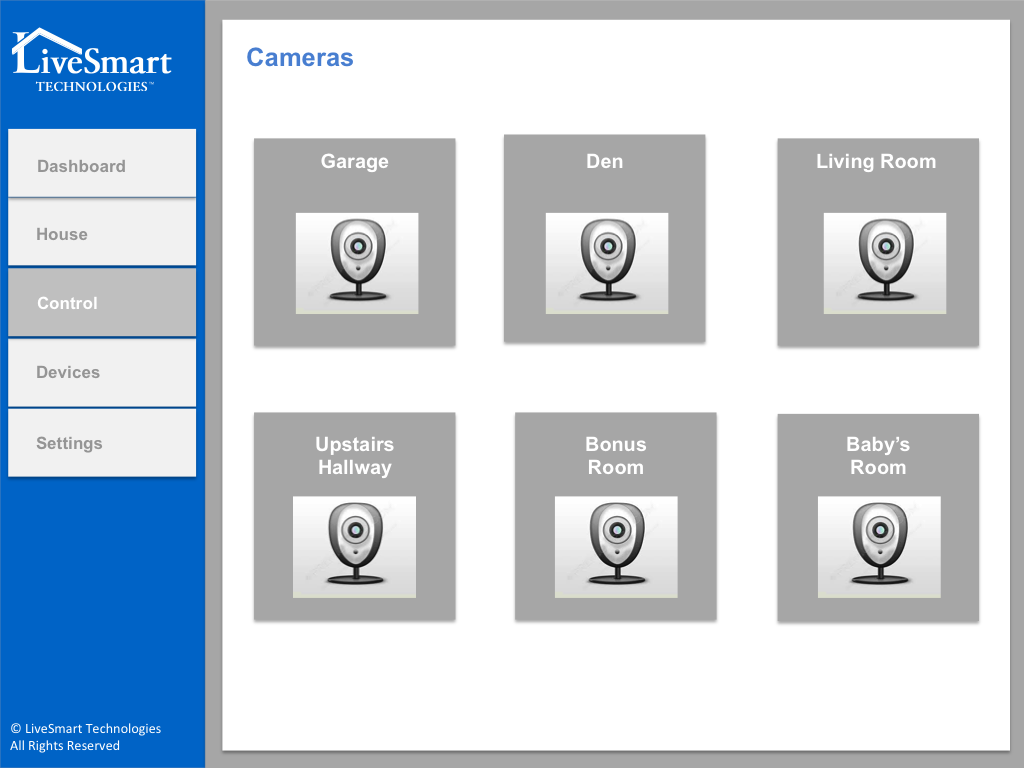 LiveSmart
TECHNOLOGIES™
Dashboard
House
Control
Devices
Settings
© LiveSmart Technologies
All Rights Reserved
Cameras
Garage
Den
Living Room
Upstairs
Hallway
Bonus
Room
Baby’s
Room